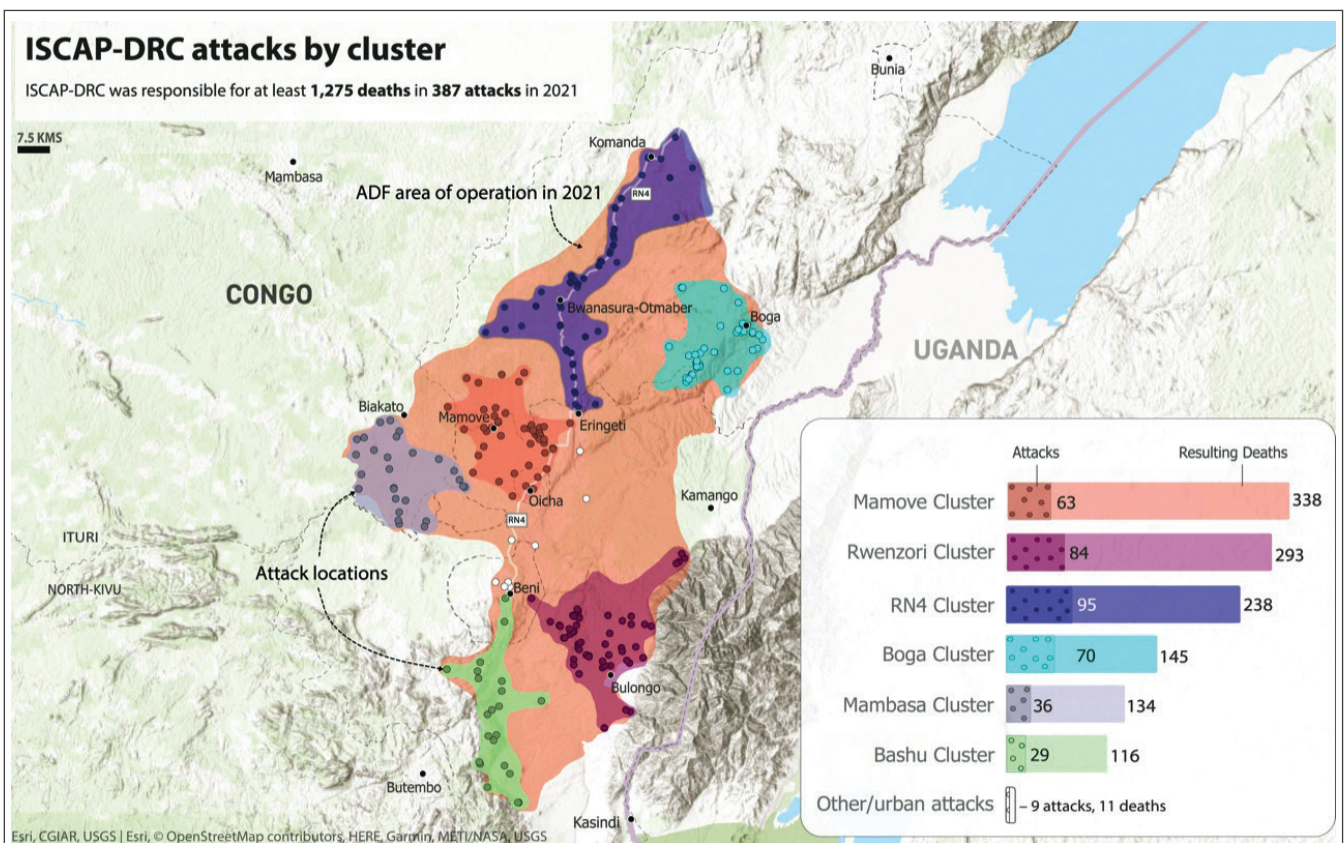 ISCAP-DRC attacks by cluster
ISCAP-DRC was responsible for at least 1,275 deaths in 387 attacks in 2021
7.5 KMS
Bunia
Komanda
Mambasa
RN4
ADF area of operation in 2021
CONGO
Bwanasura-Otmaber
Boga
UGANDA
Biakato
Mamove
Eringeti
Oicha
Kamango
RN4
ITURI
NORTH-KIVU
Attack locations
Beni
Bulongo
Butembo
Kasindi
Attacks
Resulting Deaths
Mamove Cluster 63 338
Rwenzori Cluster 84 293
RN4 Cluster 95 238
Boga Cluster 70 145
Mambasa Cluster 36 134
Bashu Cluster 29 116
Other/urban attacks – 9 attacks, 11 deaths
Esri, CGIAR, USGS | Esri, © OpenStreetMap contributors, HERE, Garmin, METI/NASA, USGS